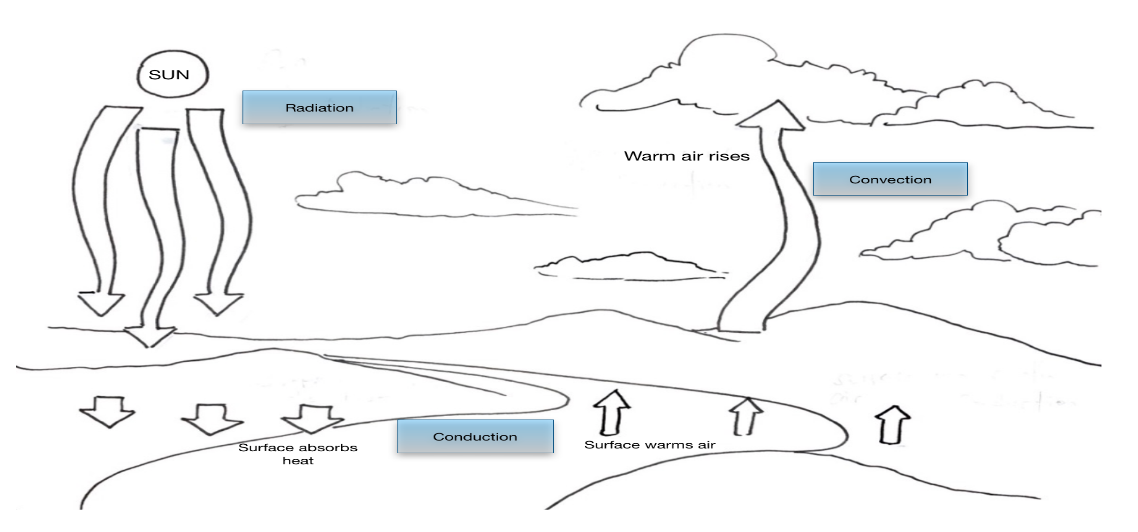 SUN
Radiation
Warm air rises
Convection
Conduction
Surface absorbs
heat
Surface warms air